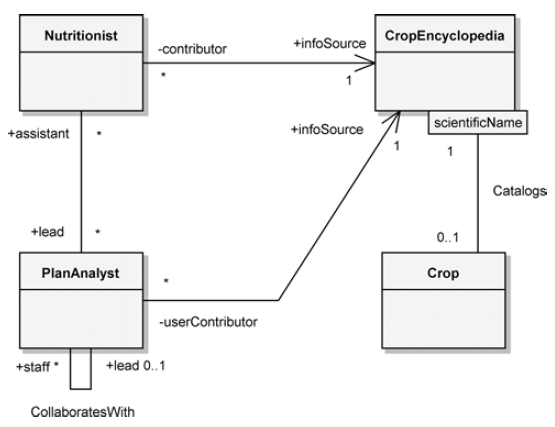 Nutritionist
CropEncyclopedia
-contributor
+infoSource
*
1
+assistant
*
+infoSource
1
scientificName
1
Catalogs
+lead
*
0..1
PlanAnalyst
Crop
*
-userContributor
+staff *
+lead 0..1
CollaboratesWith